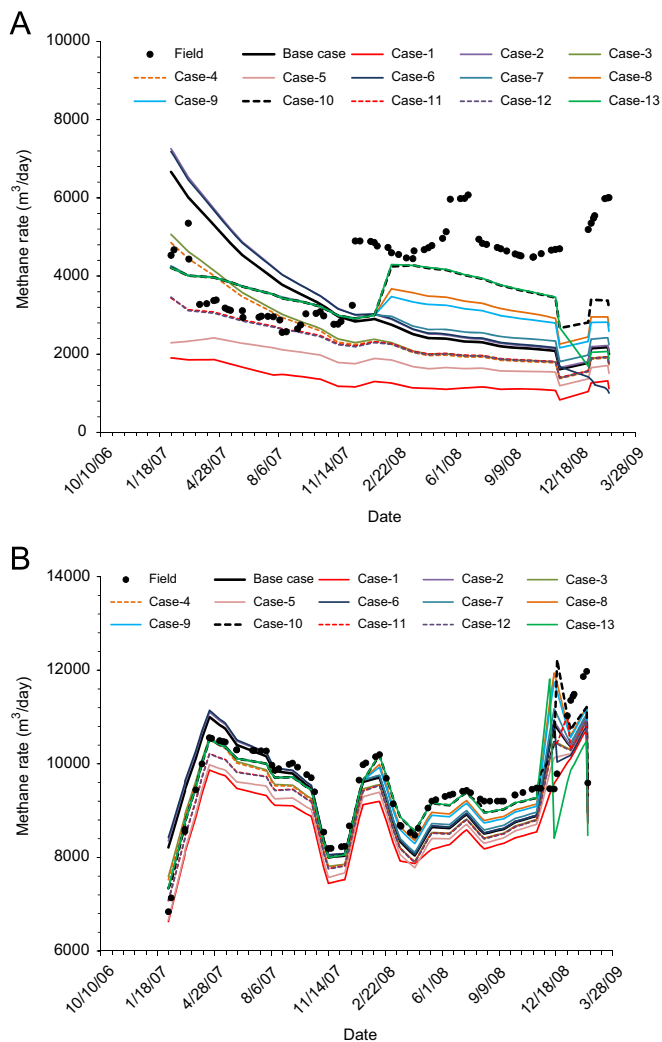 A
10000
8000
6000
4000
2000
0
Methane rate (m³/day)
Field Base case Case-1 Case-2 Case-3
Case-4 Case-5 Case-6 Case-7 Case-8
Case-9 Case-10 Case-11 Case-12 Case-13
10/10/06 1/18/07 4/28/07 8/6/07 11/14/07 2/22/08 6/1/08 9/9/08 12/18/08 3/28/09
Date
B
14000
12000
10000
8000
6000
Methane rate (m³/day)
Field Base case Case-1 Case-2 Case-3
Case-4 Case-5 Case-6 Case-7 Case-8
Case-9 Case-10 Case-11 Case-12 Case-13
10/10/06 1/18/07 4/28/07 8/6/07 11/14/07 2/22/08 6/1/08 9/9/08 12/18/08 3/28/09
Date